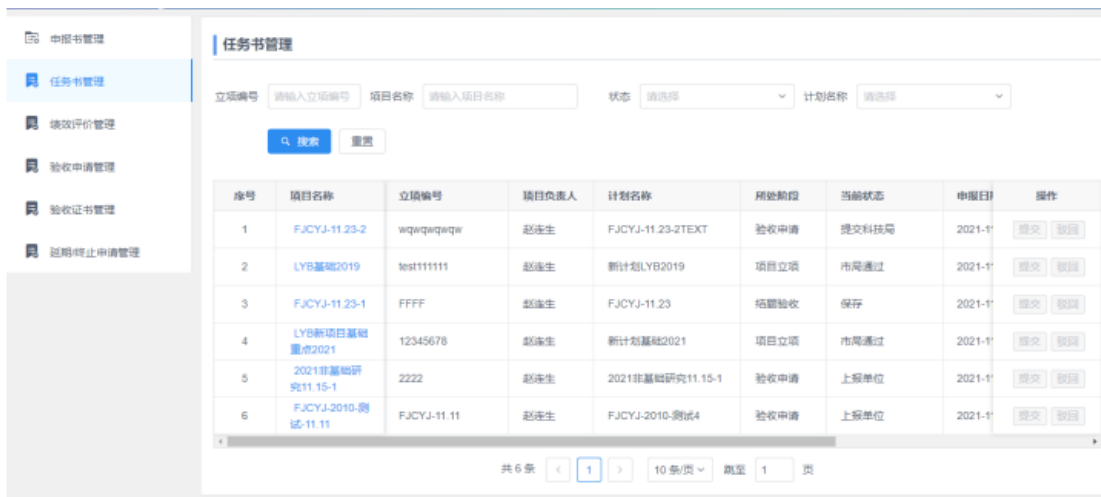 申报书管理
任务书管理
绩效评价管理
验收申请管理
验收证书管理
延期/终止申请管理
任务书管理
立项编号 请输入立项编号 项目名称 请输入项目名称 状态 请选择 计划名称 请选择
搜索 重置
序号 项目名称 立项编号 项目负责人 计划名称 所处阶段 当前状态 申报日期 操作
1 FJCYJ-11.23-2 wqwqwqwqw 赵连生 FJCYJ-11.23-2TEXT 验收申请 提交科技局 2021-1 提交 驳回
2 LYB基础2019 test111111 赵连生 新计划LYB2019 项目立项 市局通过 2021-1 提交 驳回
3 FJCYJ-11.23-1 FFFF 赵连生 FJCYJ-11.23 结题验收 保存 2021-1 提交 驳回
4 LYB新项目基础
重点2021 12345678 赵连生 新计划基础2021 项目立项 市局通过 2021-1 提交 驳回
5 2021非基础研
究11.15-1 2222 赵连生 2021非基础研究11.15-1 验收申请 上报单位 2021-1 提交 驳回
6 FJCYJ-2010-测
试-11.11 FJCYJ-11.11 赵连生 FJCYJ-2010-测试4 验收申请 上报单位 2021-1 提交 驳回
共 6 条 1 10 条/页 跳至 1 页